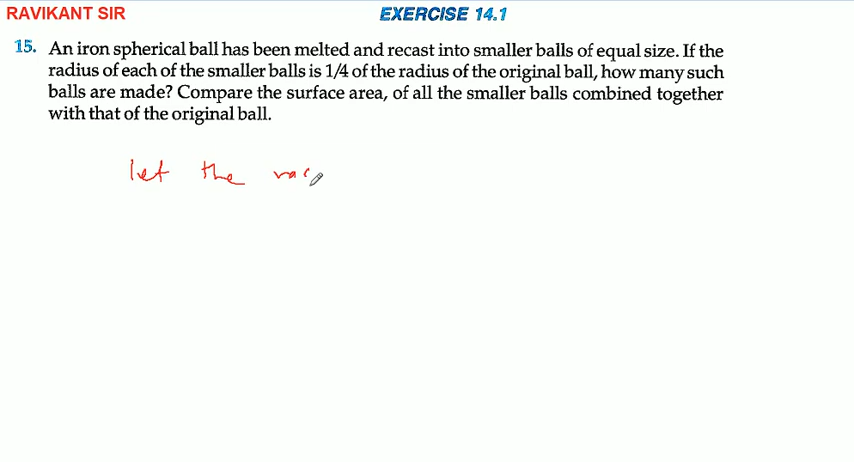 RAVIKANT SIR
EXERCISE 14.1
15. An iron spherical ball has been melted and recast into smaller balls of equal size. If the
radius of each of the smaller balls is 1/4 of the radius of the original ball, how many such
balls are made? Compare the surface area, of all the smaller balls combined together
with that of the original ball.
let the